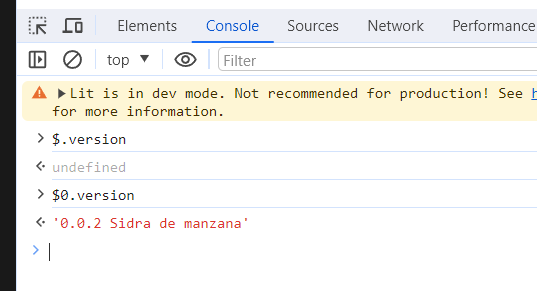 Elements Console Sources Network Performance
top Filter
Lit is in dev mode. Not recommended for production! See h
for more information.
> $.version
undefined
> $0.version
'0.0.2 Sidra de manzana'
>